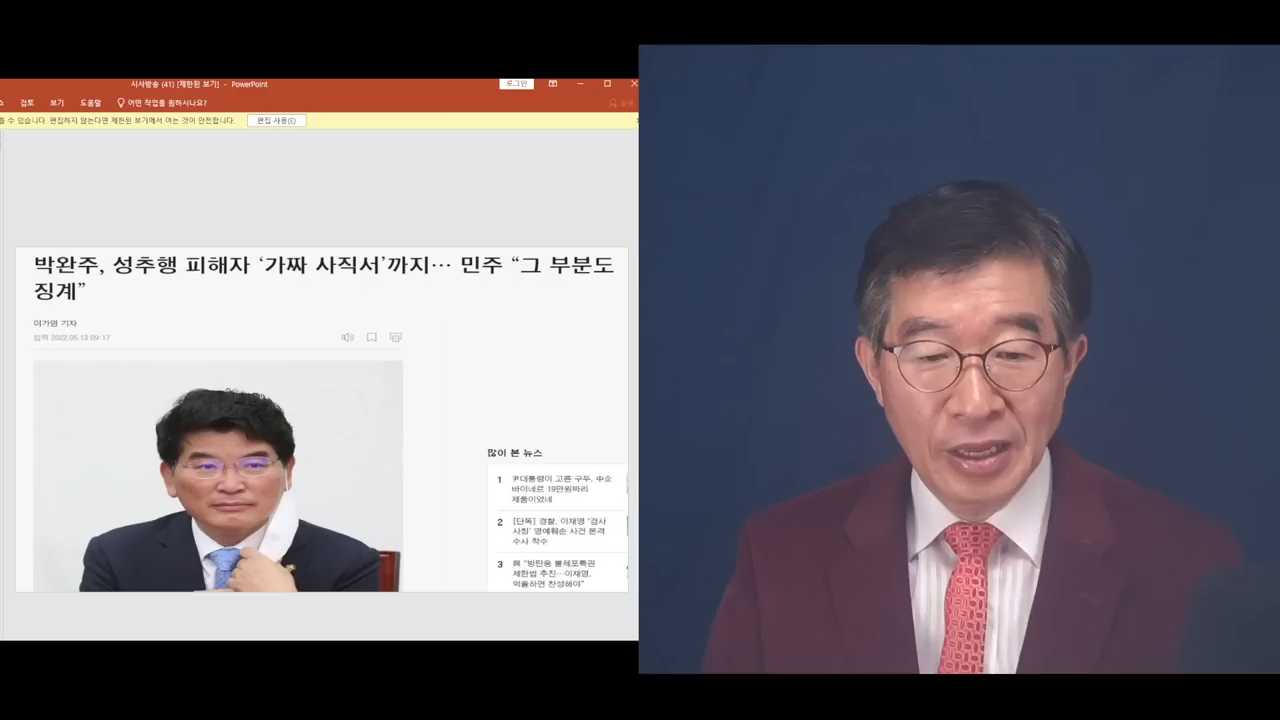 시사방송 (41) [제한된 보기] - PowerPoint
로그인
검토 보기 도움말 어떤 작업을 원하시나요?
공유
수 있습니다. 편집하지 않는다면 제한된 보기에서 여는 것이 안전합니다. 편집 사용(E)
박완주, 성추행 피해자 ‘가짜 사직서’까지… 민주 “그 부분도
징계”
이가영 기자
입력 2022.05.13 09:17
많이 본 뉴스
1 尹대통령이 고른 구두, 中企
바이네르 19만원짜리
제품이었네
2 [단독] 경찰, 이재명 ‘검사
사칭’ 명예훼손 사건 본격
수사 착수
3 與 “방탄용 불체포특권
제한법 추진…이재명,
억울하면 찬성해야”